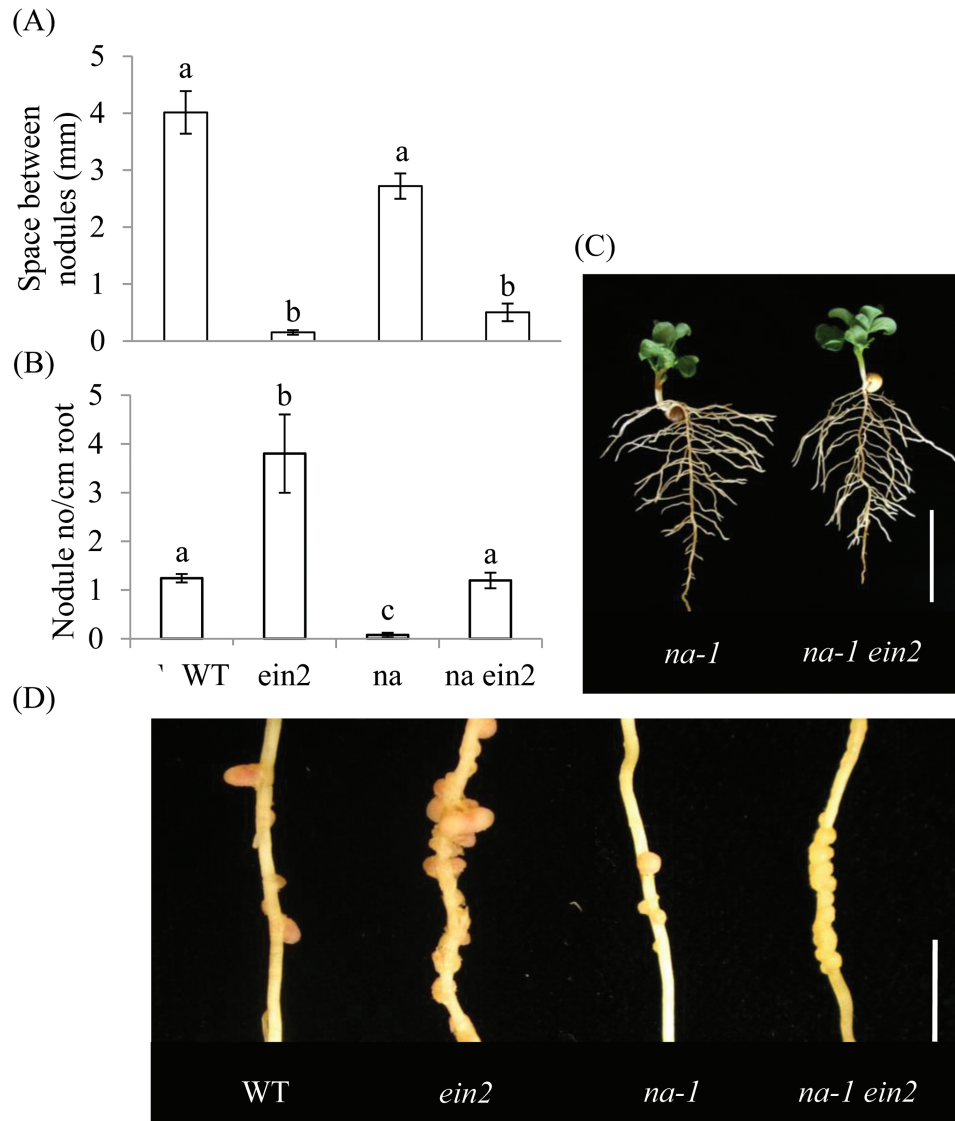 (A)
Space between
nodules (mm)
5
4
3
2
1
0
a
b
a
b
(B)
Nodule no/cm root
5
4
3
2
1
0
a
b
c
a
WT ein2 na na ein2
(C)
na-1 na-1 ein2
(D)
WT ein2 na-1 na-1 ein2